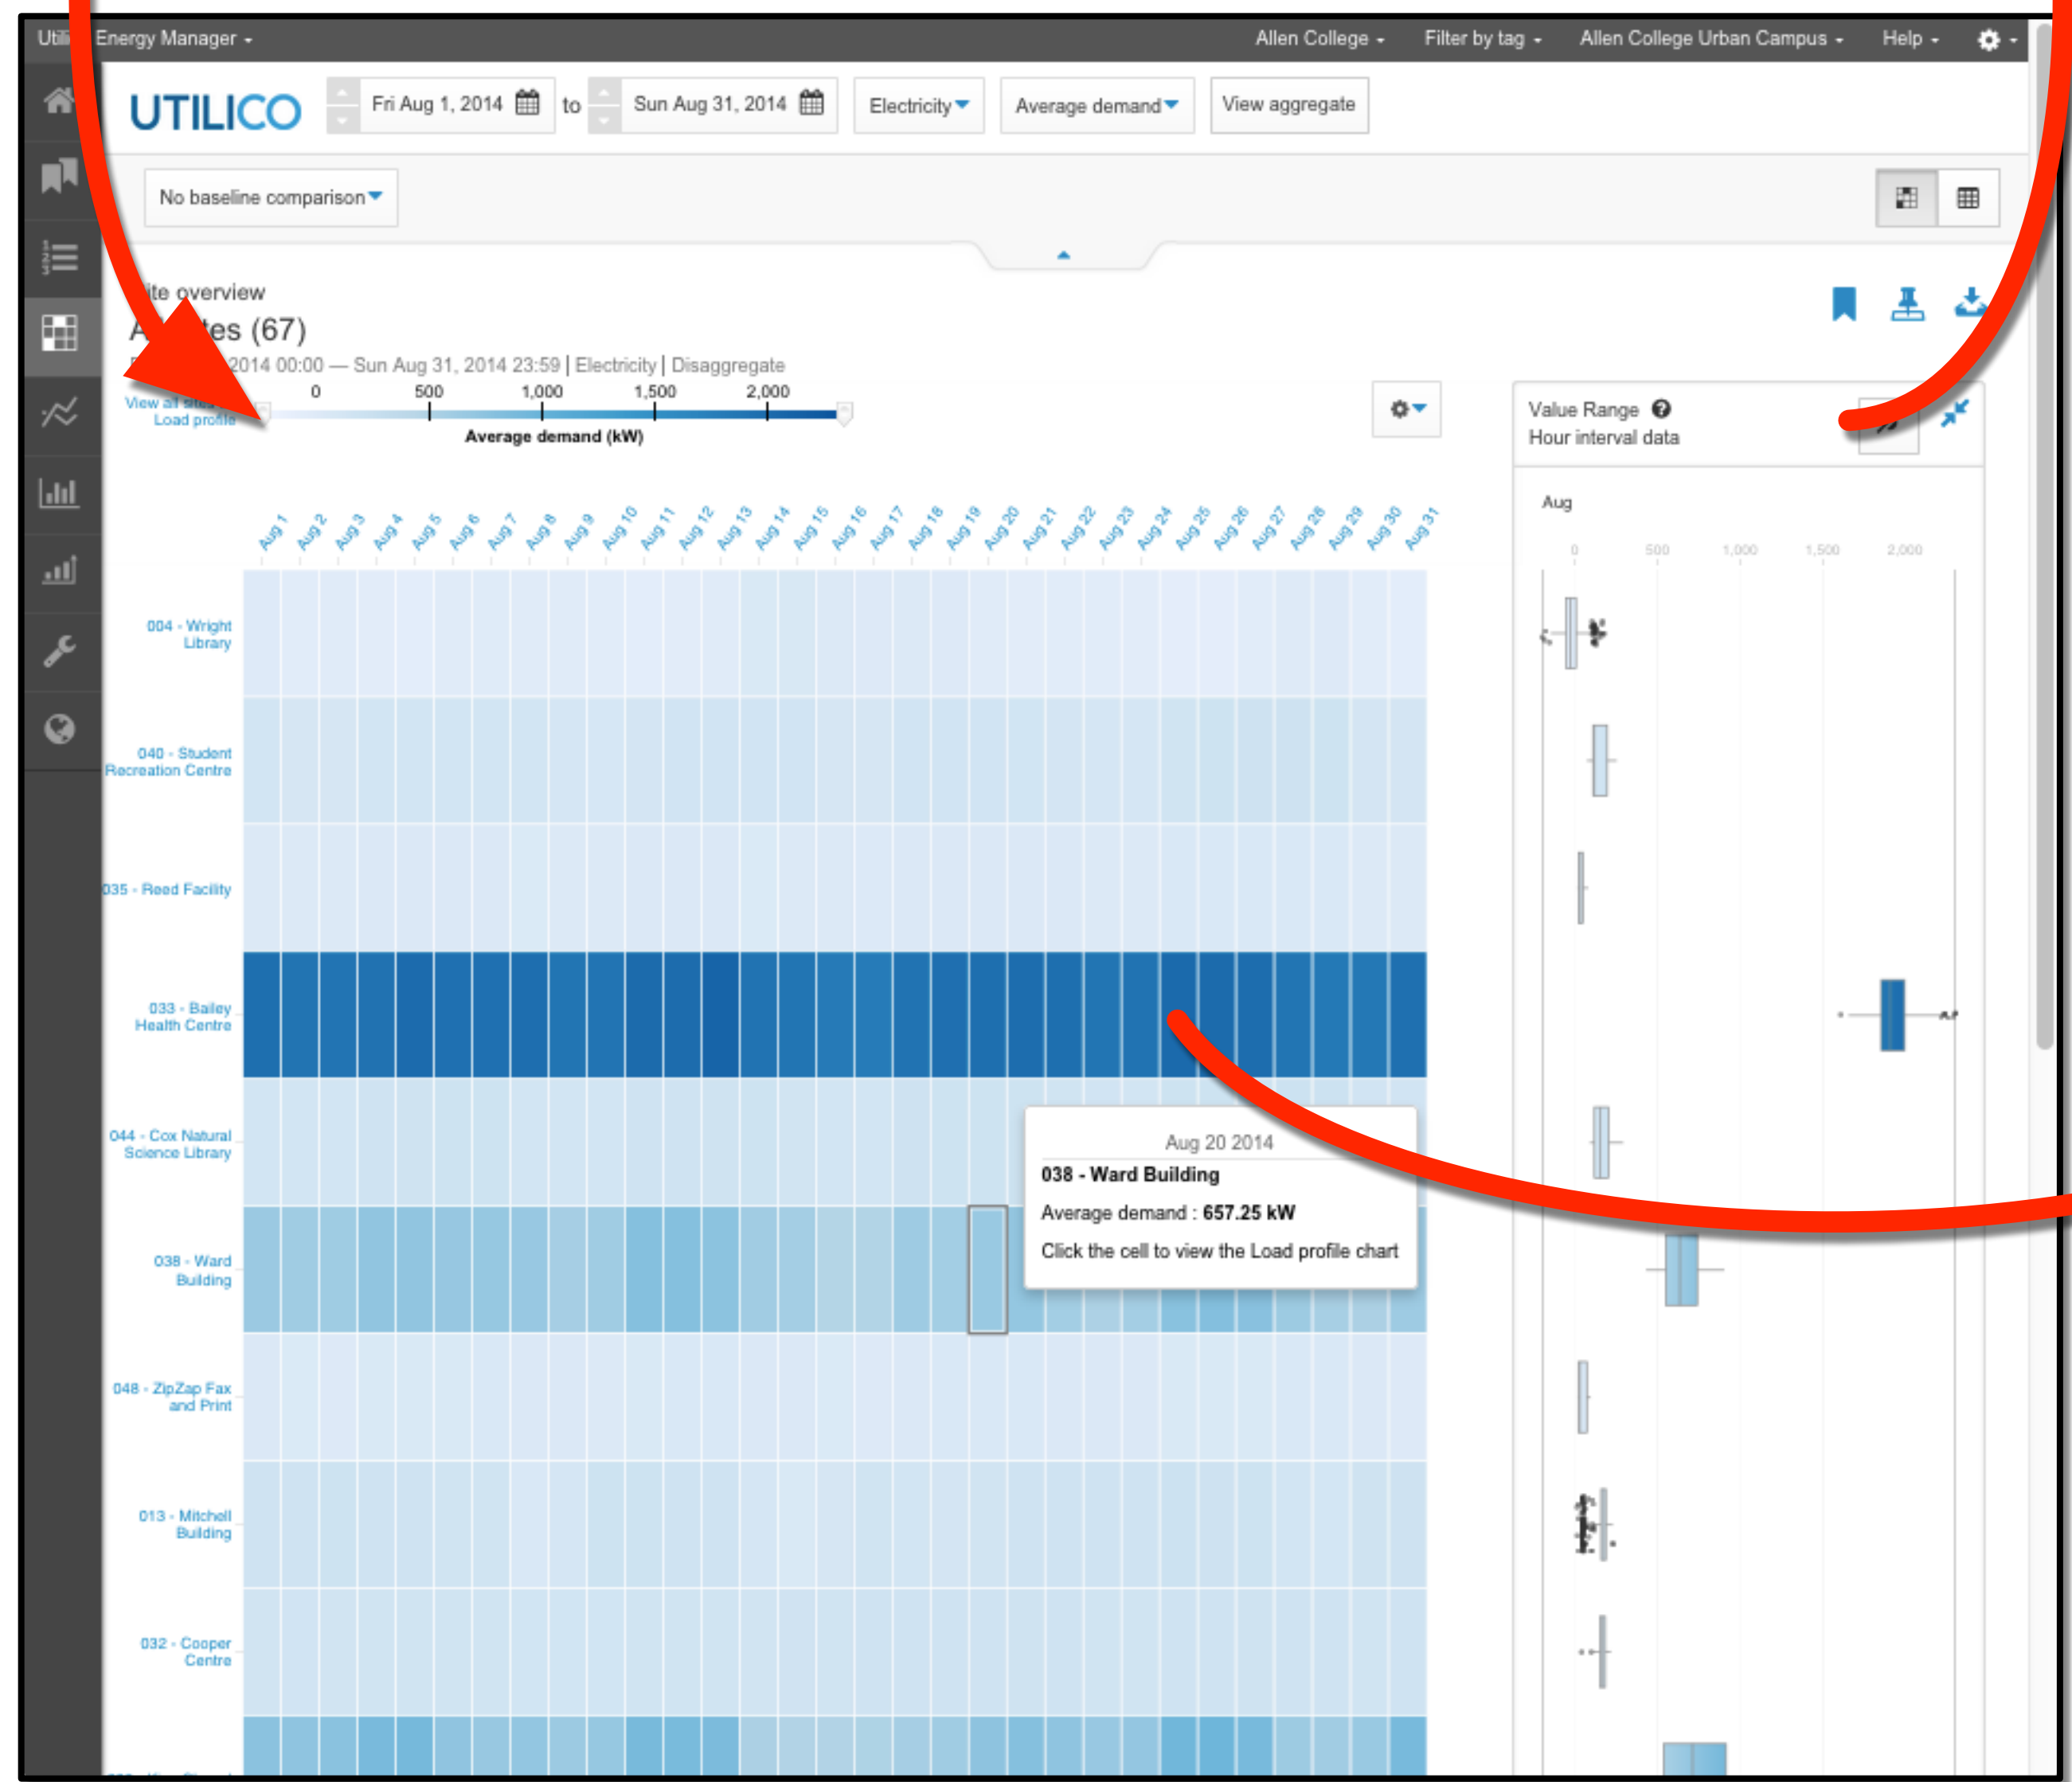 Energy Manager
Allen College
Filter by tag
Allen College Urban Campus
Help
UTILICO
Fri Aug 1, 2014
to
Sun Aug 31, 2014
Electricity
Average demand
View aggregate
No baseline comparison
ite overview
tes (67)
2014 00:00 — Sun Aug 31, 2014 23:59 | Electricity | Disaggregate
View all
Load profile
0 500 1,000 1,500 2,000
Average demand (kW)
Value Range
Hour interval data
Aug
0 500 1,000 1,500 2,000
Aug 1 Aug 2 Aug 3 Aug 4 Aug 5 Aug 6 Aug 7 Aug 8 Aug 9 Aug 10 Aug 11 Aug 12 Aug 13 Aug 14 Aug 15 Aug 16 Aug 17 Aug 18 Aug 19 Aug 20 Aug 21 Aug 22 Aug 23 Aug 24 Aug 25 Aug 26 Aug 27 Aug 28 Aug 29 Aug 30 Aug 31
004 - Wright
Library
040 - Student
Recreation Centre
035 - Reed Facility
033 - Bailey
Health Centre
044 - Cox Natural
Science Library
Aug 20 2014
038 - Ward Building
Average demand : 657.25 kW
Click the cell to view the Load profile chart
038 - Ward
Building
048 - ZipZap Fax
and Print
013 - Mitchell
Building
032 - Cooper
Centre